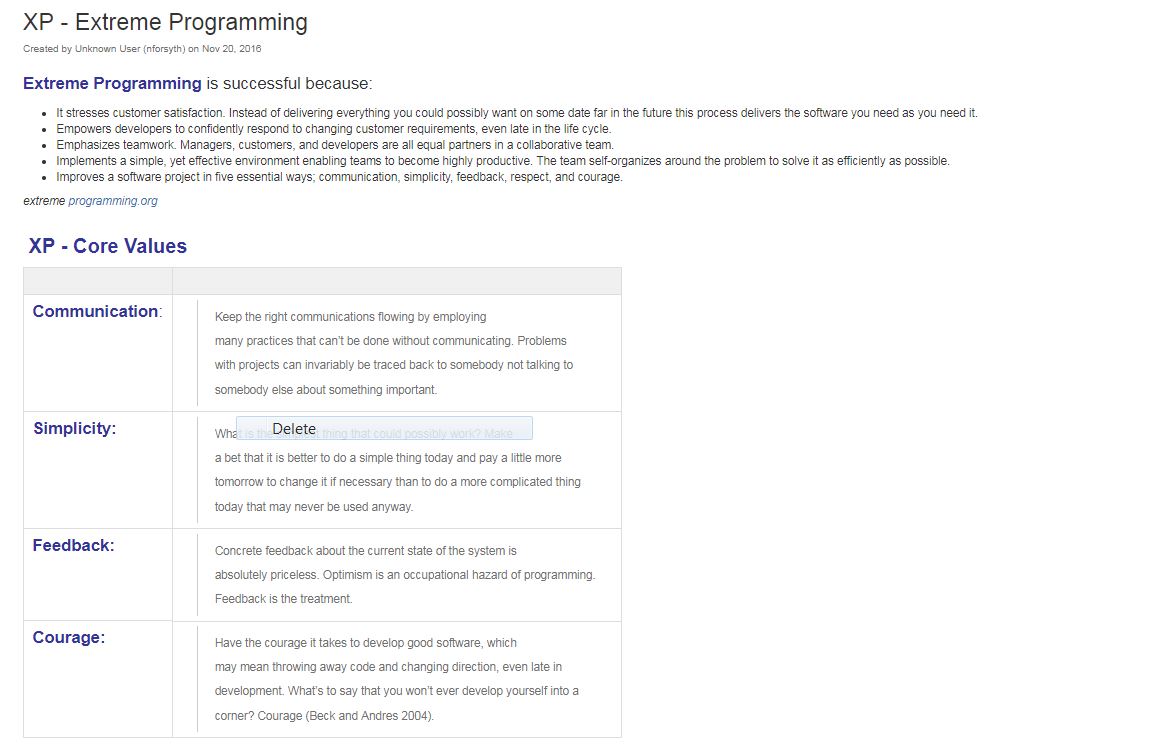 XP - Extreme Programming
Created by Unknown User (nforsyth) on Nov 20, 2016
Extreme Programming is successful because:
• It stresses customer satisfaction. Instead of delivering everything you could possibly want on some date far in the future this process delivers the software you need as you need it.
• Empowers developers to confidently respond to changing customer requirements, even late in the life cycle.
• Emphasizes teamwork. Managers, customers, and developers are all equal partners in a collaborative team.
• Implements a simple, yet effective environment enabling teams to become highly productive. The team self-organizes around the problem to solve it as efficiently as possible.
• Improves a software project in five essential ways; communication, simplicity, feedback, respect, and courage.
extreme programming.org
XP - Core Values
Communication:
Keep the right communications flowing by employing
many practices that can't be done without communicating. Problems
with projects can invariably be traced back to somebody not talking to
somebody else about something important.
Simplicity:
What is the simplest thing that could possibly work? Make
Delete
a bet that it is better to do a simple thing today and pay a little more
tomorrow to change it if necessary than to do a more complicated thing
today that may never be used anyway.
Feedback:
Concrete feedback about the current state of the system is
absolutely priceless. Optimism is an occupational hazard of programming.
Feedback is the treatment.
Courage:
Have the courage it takes to develop good software, which
may mean throwing away code and changing direction, even late in
development. What's to say that you won't ever develop yourself into a
corner? Courage (Beck and Andres 2004).